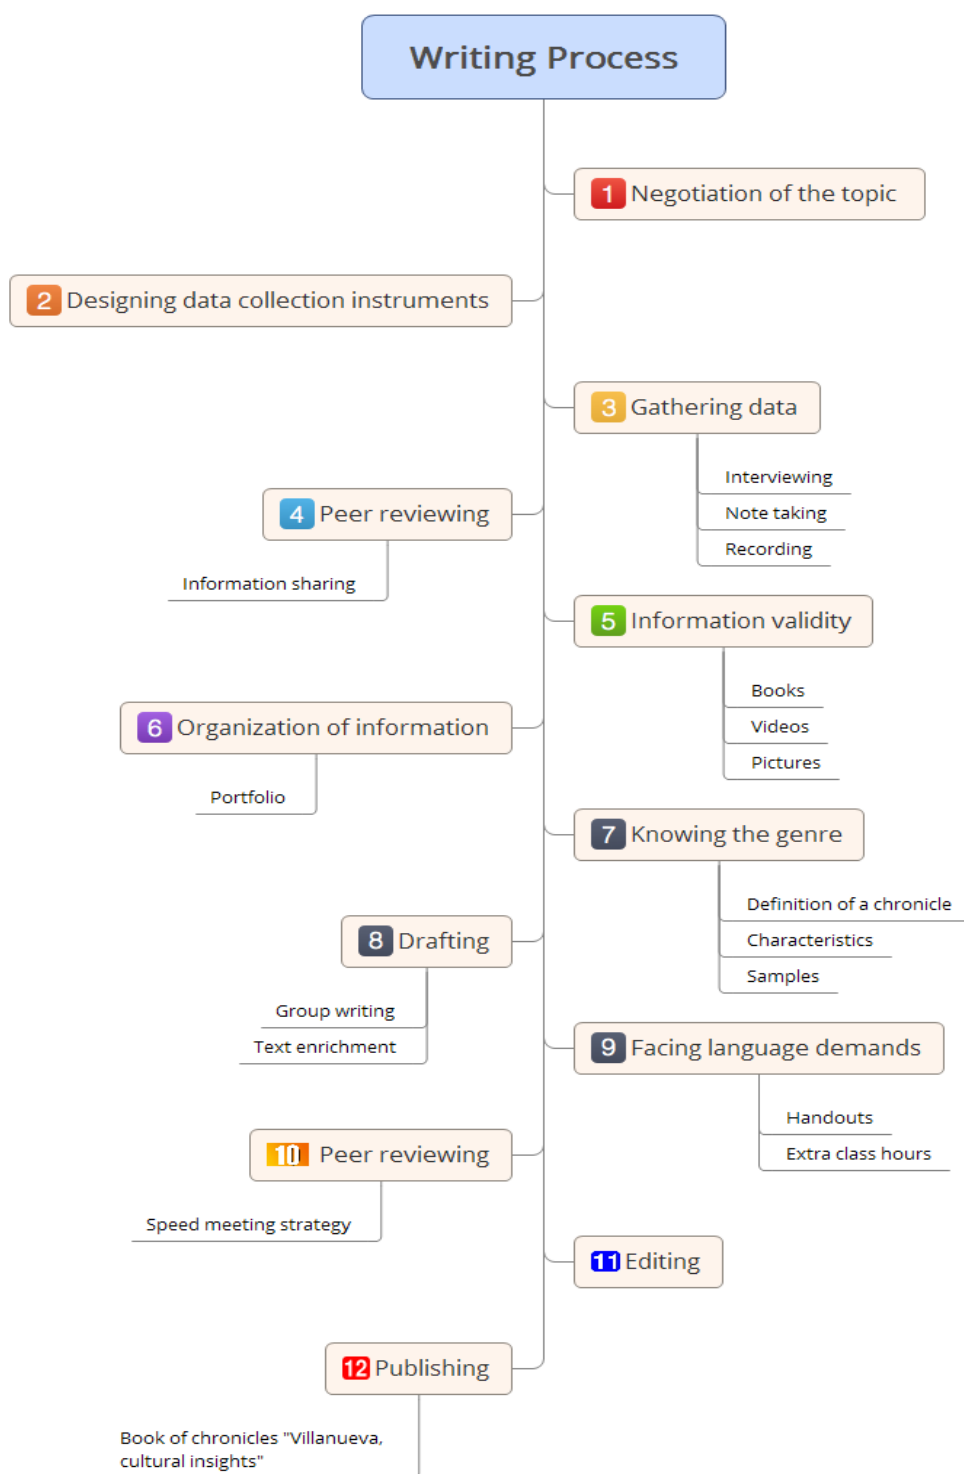 Writing Process
1 Negotiation of the topic
2 Designing data collection instruments
3 Gathering data
Interviewing
Note taking
Recording
4 Peer reviewing
Information sharing
5 Information validity
Books
Videos
Pictures
6 Organization of information
Portfolio
7 Knowing the genre
Definition of a chronicle
Characteristics
Samples
8 Drafting
Group writing
Text enrichment
9 Facing language demands
Handouts
Extra class hours
10 Peer reviewing
Speed meeting strategy
11 Editing
12 Publishing
Book of chronicles "Villanueva,
cultural insights"